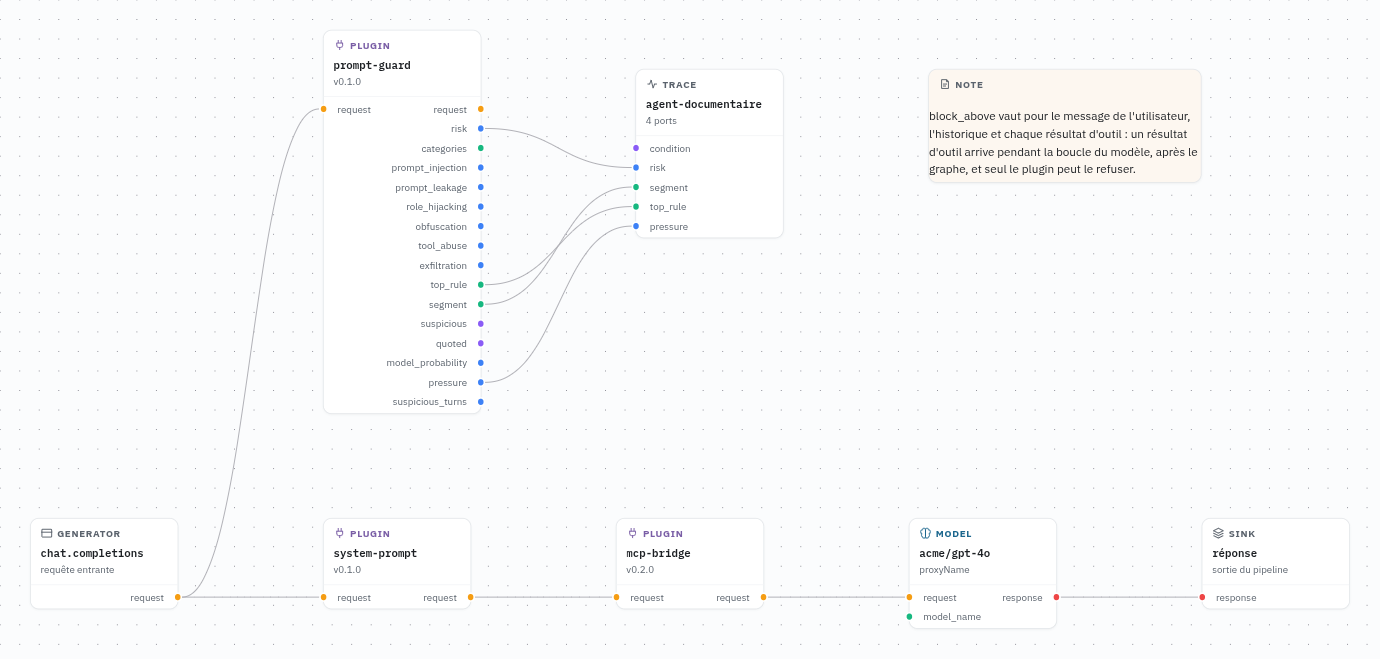 PLUGIN
prompt-guard
v0.1.0
request request
risk
categories
prompt_injection
prompt_leakage
role_hijacking
obfuscation
tool_abuse
exfiltration
top_rule
segment
suspicious
quoted
model_probability
pressure
suspicious_turns
TRACE
agent-documentaire
4 ports
condition
risk
segment
top_rule
pressure
NOTE
block_above vaut pour le message de l'utilisateur,
l'historique et chaque résultat d'outil : un résultat
d'outil arrive pendant la boucle du modèle, après le
graphe, et seul le plugin peut le refuser.
GENERATOR
chat.completions
requête entrante
request
PLUGIN
system-prompt
v0.1.0
request request
PLUGIN
mcp-bridge
v0.2.0
request request
MODEL
acme/gpt-4o
proxyName
request response
model_name
SINK
réponse
sortie du pipeline
response